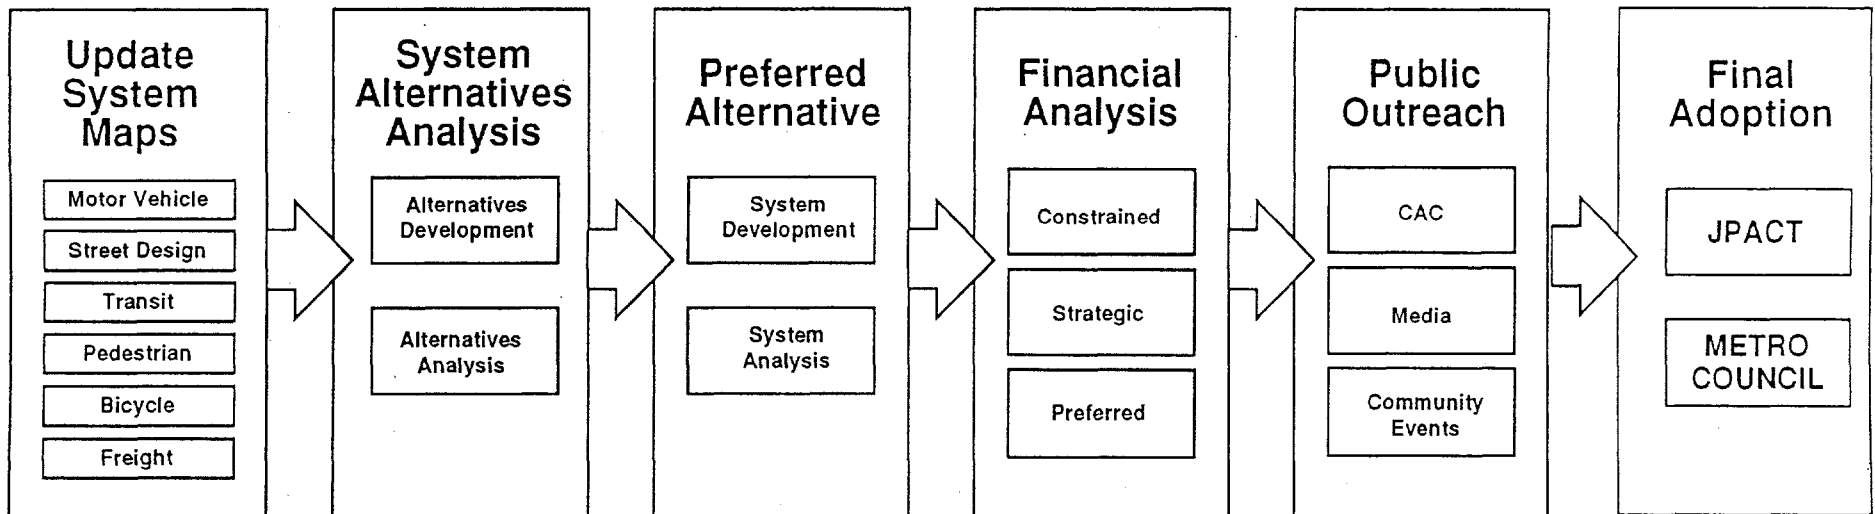 Update
System
Maps
Motor Vehicle
Street Design
Transit
Pedestrian
Bicycle
Freight
System
Alternatives
Analysis
Alternatives
Development
Alternatives
Analysis
Preferred
Alternative
System
Development
System
Analysis
Financial
Analysis
Constrained
Strategic
Preferred
Public
Outreach
CAC
Media
Community
Events
Final
Adoption
JPACT
METRO
COUNCIL